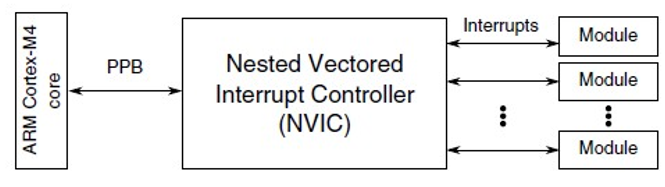 ARM Cortex-M4
core
PPB
Nested Vectored
Interrupt Controller
(NVIC)
Interrupts
Module
Module
Module